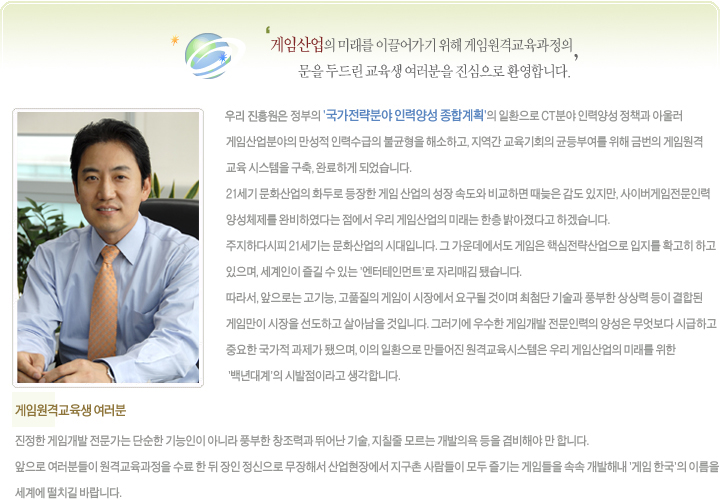 ‘게임산업의 미래를 이끌어가기 위해 게임원격교육과정의
문을 두드린 교육생 여러분을 진심으로 환영합니다.’
우리 진흥원은 정부의 '국가전략분야 인력양성 종합계획'의 일환으로 CT분야 인력양성 정책과 아울러
게임산업분야의 만성적 인력수급의 불균형을 해소하고, 지역간 교육기회의 균등부여를 위해 금번의 게임원격
교육 시스템을 구축, 완료하게 되었습니다.
21세기 문화산업의 화두로 등장한 게임 산업의 성장 속도와 비교하면 때늦은 감도 있지만, 사이버게임전문인력
양성체제를 완비하였다는 점에서 우리 게임산업의 미래는 한층 밝아졌다고 하겠습니다.
주지하다시피 21세기는 문화산업의 시대입니다. 그 가운데에서도 게임은 핵심전략산업으로 입지를 확고히 하고
있으며, 세계인이 즐길 수 있는 '엔터테인먼트'로 자리매김 됐습니다.
따라서, 앞으로는 고기능, 고품질의 게임이 시장에서 요구될 것이며 최첨단 기술과 풍부한 상상력 등이 결합된
게임만이 시장을 선도하고 살아남을 것입니다. 그러기에 우수한 게임개발 전문인력의 양성은 무엇보다 시급하고
중요한 국가적 과제가 됐으며, 이의 일환으로 만들어진 원격교육시스템은 우리 게임산업의 미래를 위한
'백년대계'의 시발점이라고 생각합니다.
게임원격교육생 여러분
진정한 게임개발 전문가는 단순한 기능인이 아니라 풍부한 창조력과 뛰어난 기술, 지칠줄 모르는 개발의욕 등을 겸비해야 만 합니다.
앞으로 여러분들이 원격교육과정을 수료 한 뒤 장인 정신으로 무장해서 산업현장에서 지구촌 사람들이 모두 즐기는 게임들을 속속 개발해내 '게임 한국'의 이름을
세계에 떨치길 바랍니다.